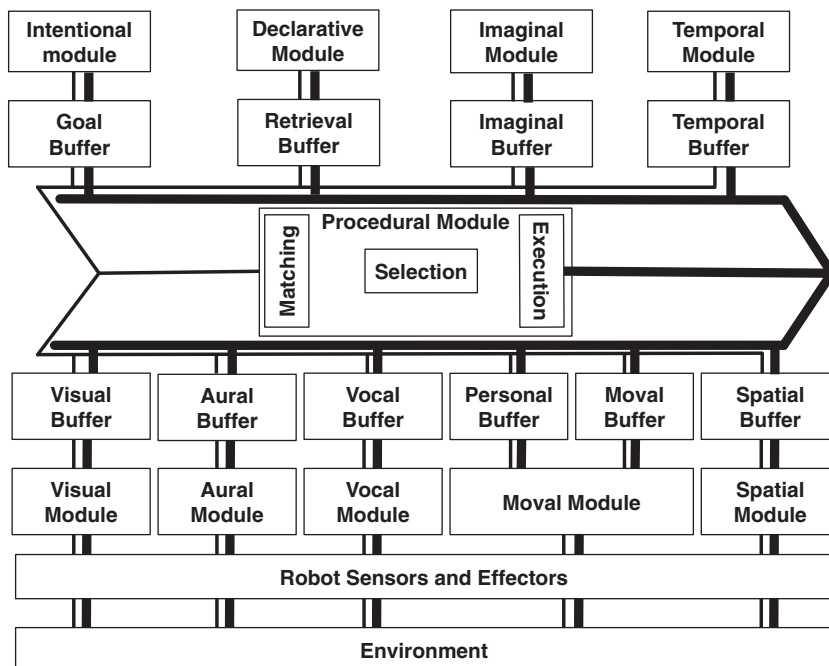 Intentional
module
Declarative
Module
Imaginal
Module
Temporal
Module
Goal
Buffer
Retrieval
Buffer
Imaginal
Buffer
Temporal
Buffer
Procedural Module
Matching
Selection
Execution
Visual
Buffer
Aural
Buffer
Vocal
Buffer
Personal
Buffer
Moval
Buffer
Spatial
Buffer
Visual
Module
Aural
Module
Vocal
Module
Moval Module
Spatial
Module
Robot Sensors and Effectors
Environment